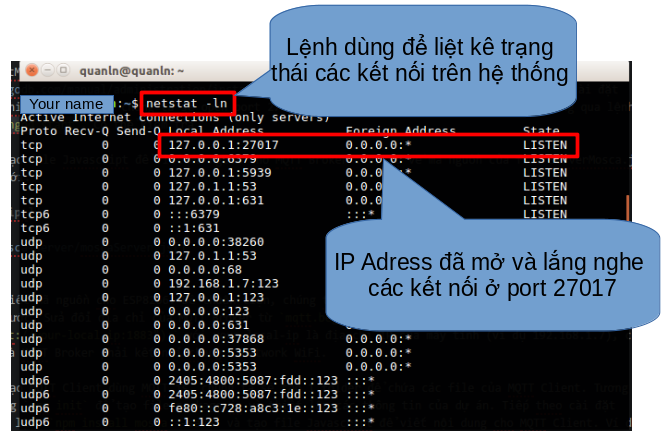 Lệnh dùng để liệt kê trạng
thái các kết nối trên hệ thống
quanln@quanln: ~
Your name :~$ netstat -ln
Active Internet connections (only servers)
Proto Recv-Q Send-Q Local Address Foreign Address State
tcp 0 0 127.0.0.1:27017 0.0.0.0:* LISTEN
tcp 0 0 0.0.0.0:6379 0.0.0.0:* LISTEN
tcp 0 0 127.0.0.1:5939 0.0.0.0:* LISTEN
tcp 0 0 127.0.1.1:53 LISTEN
tcp 0 0 127.0.0.1:631 0.0.0.0:* LISTEN
tcp6 0 0 :::6379 :::* LISTEN
tcp6 0 0 ::1:631
udp 0 0 0.0.0.0:38260
udp 0 0 127.0.1.1:53
udp 0 0 0.0.0.0:68
udp 0 0 192.168.1.7:123
udp 0 0 127.0.0.1:123
udp 0 0 0.0.0.0:123
udp 0 0 0.0.0.0:631
udp 0 0 0.0.0.0:37868 0.0.0.0:*
udp 0 0 0.0.0.0:5353 0.0.0.0:*
udp 0 0 0.0.0.0:5353 0.0.0.0:*
udp6 0 0 2405:4800:5087:fdd::123 :::*
udp6 0 0 2405:4800:5087:fdd::123 :::*
udp6 0 0 fe80::c728:a8c3:1e::123 :::*
udp6 0 0 ::1:123 :::*
IP Adress đã mở và lắng nghe
các kết nối ở port 27017